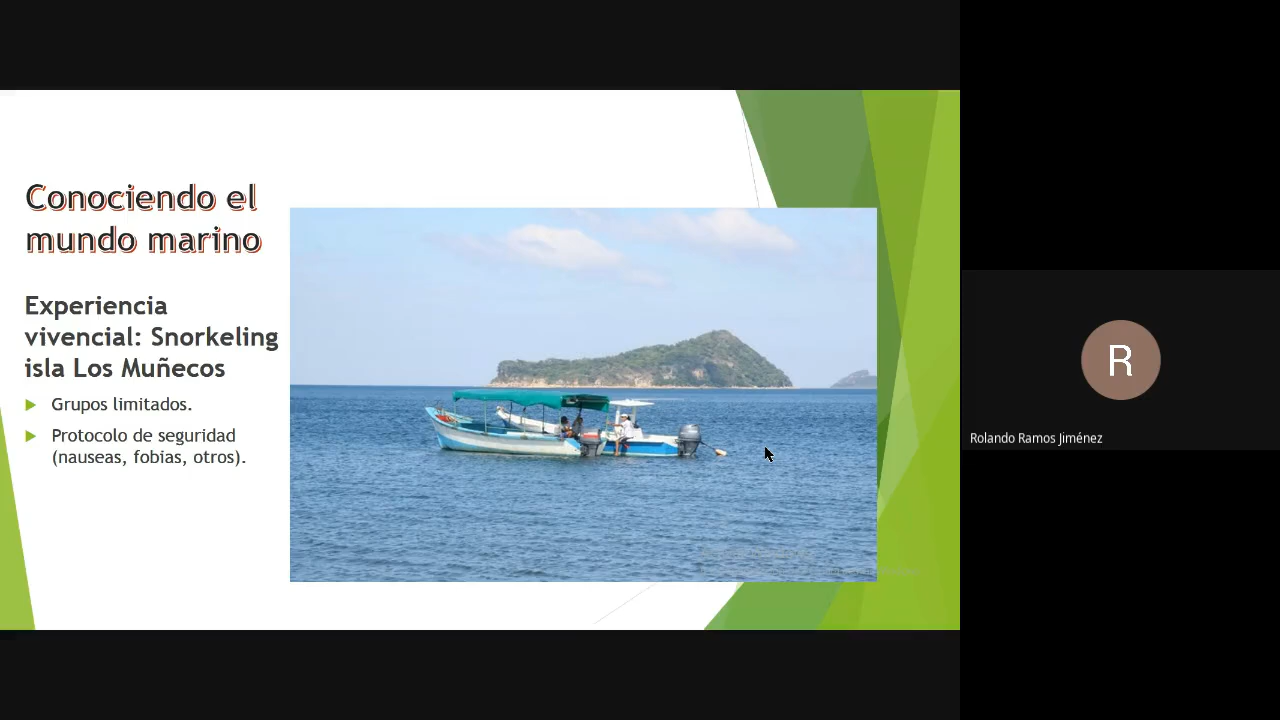 Conociendo el
mundo marino
Experiencia
vivencial: Snorkeling
isla Los Muñecos
Grupos limitados.
Protocolo de seguridad
(nauseas, fobias, otros).
R
Rolando Ramos Jiménez